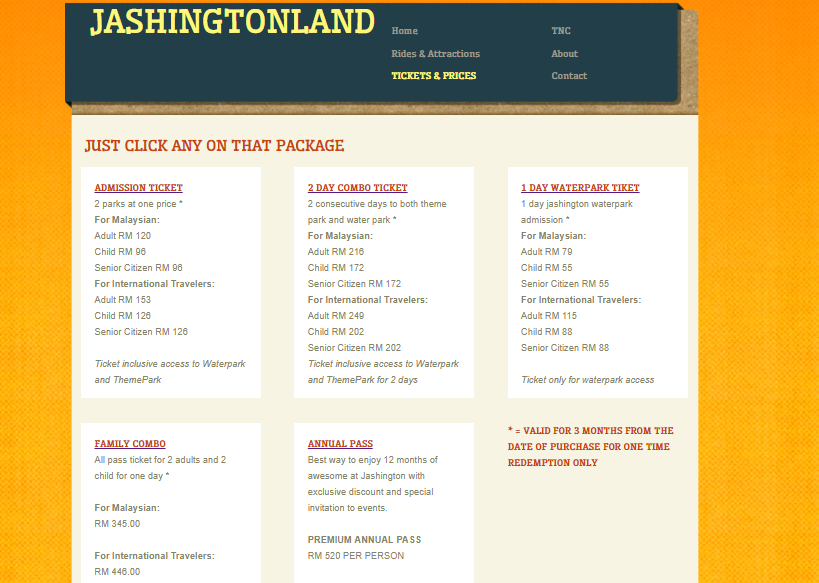 JASHINGTONLAND
Home
Rides & Attractions
TICKETS & PRICES
TNC
About
Contact
JUST CLICK ANY ON THAT PACKAGE
ADMISSION TICKET
2 parks at one price *
For Malaysian:
Adult RM 120
Child RM 96
Senior Citizen RM 96
For International Travelers:
Adult RM 153
Child RM 126
Senior Citizen RM 126
Ticket inclusive access to Waterpark
and ThemePark
2 DAY COMBO TICKET
2 consecutive days to both theme
park and water park *
For Malaysian:
Adult RM 216
Child RM 172
Senior Citizen RM 172
For International Travelers:
Adult RM 249
Child RM 202
Senior Citizen RM 202
Ticket inclusive access to Waterpark
and ThemePark for 2 days
1 DAY WATERPARK TIKET
1 day jashington waterpark
admission *
For Malaysian:
Adult RM 79
Child RM 55
Senior Citizen RM 55
For International Travelers:
Adult RM 115
Child RM 88
Senior Citizen RM 88
Ticket only for waterpark access
FAMILY COMBO
All pass ticket for 2 adults and 2
child for one day *
For Malaysian:
RM 345.00
For International Travelers:
RM 446.00
ANNUAL PASS
Best way to enjoy 12 months of
awesome at Jashington with
exclusive discount and special
invitation to events.
PREMIUM ANNUAL PASS
RM 520 PER PERSON
* = VALID FOR 3 MONTHS FROM THE
DATE OF PURCHASE FOR ONE TIME
REDEMPTION ONLY